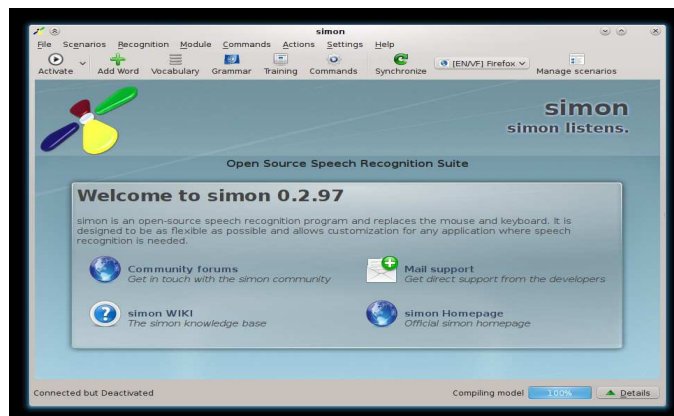 simon
File Scenarios Recognition Module Commands Actions Settings Help
Activate Add Word Vocabulary Grammar Training Commands Synchronize [EN/VF] Firefox Manage scenarios
simon
simon listens.
Open Source Speech Recognition Suite
Welcome to simon 0.2.97
simon is an open-source speech recognition program and replaces the mouse and keyboard. It is
designed to be as flexible as possible and allows customization for any application where speech
recognition is needed.
Community forums
Get in touch with the simon community
Mail support
Get direct support from the developers
simon WIKI
The simon knowledge base
simon Homepage
Official simon homepage
Connected but Deactivated Compiling model 100% Details